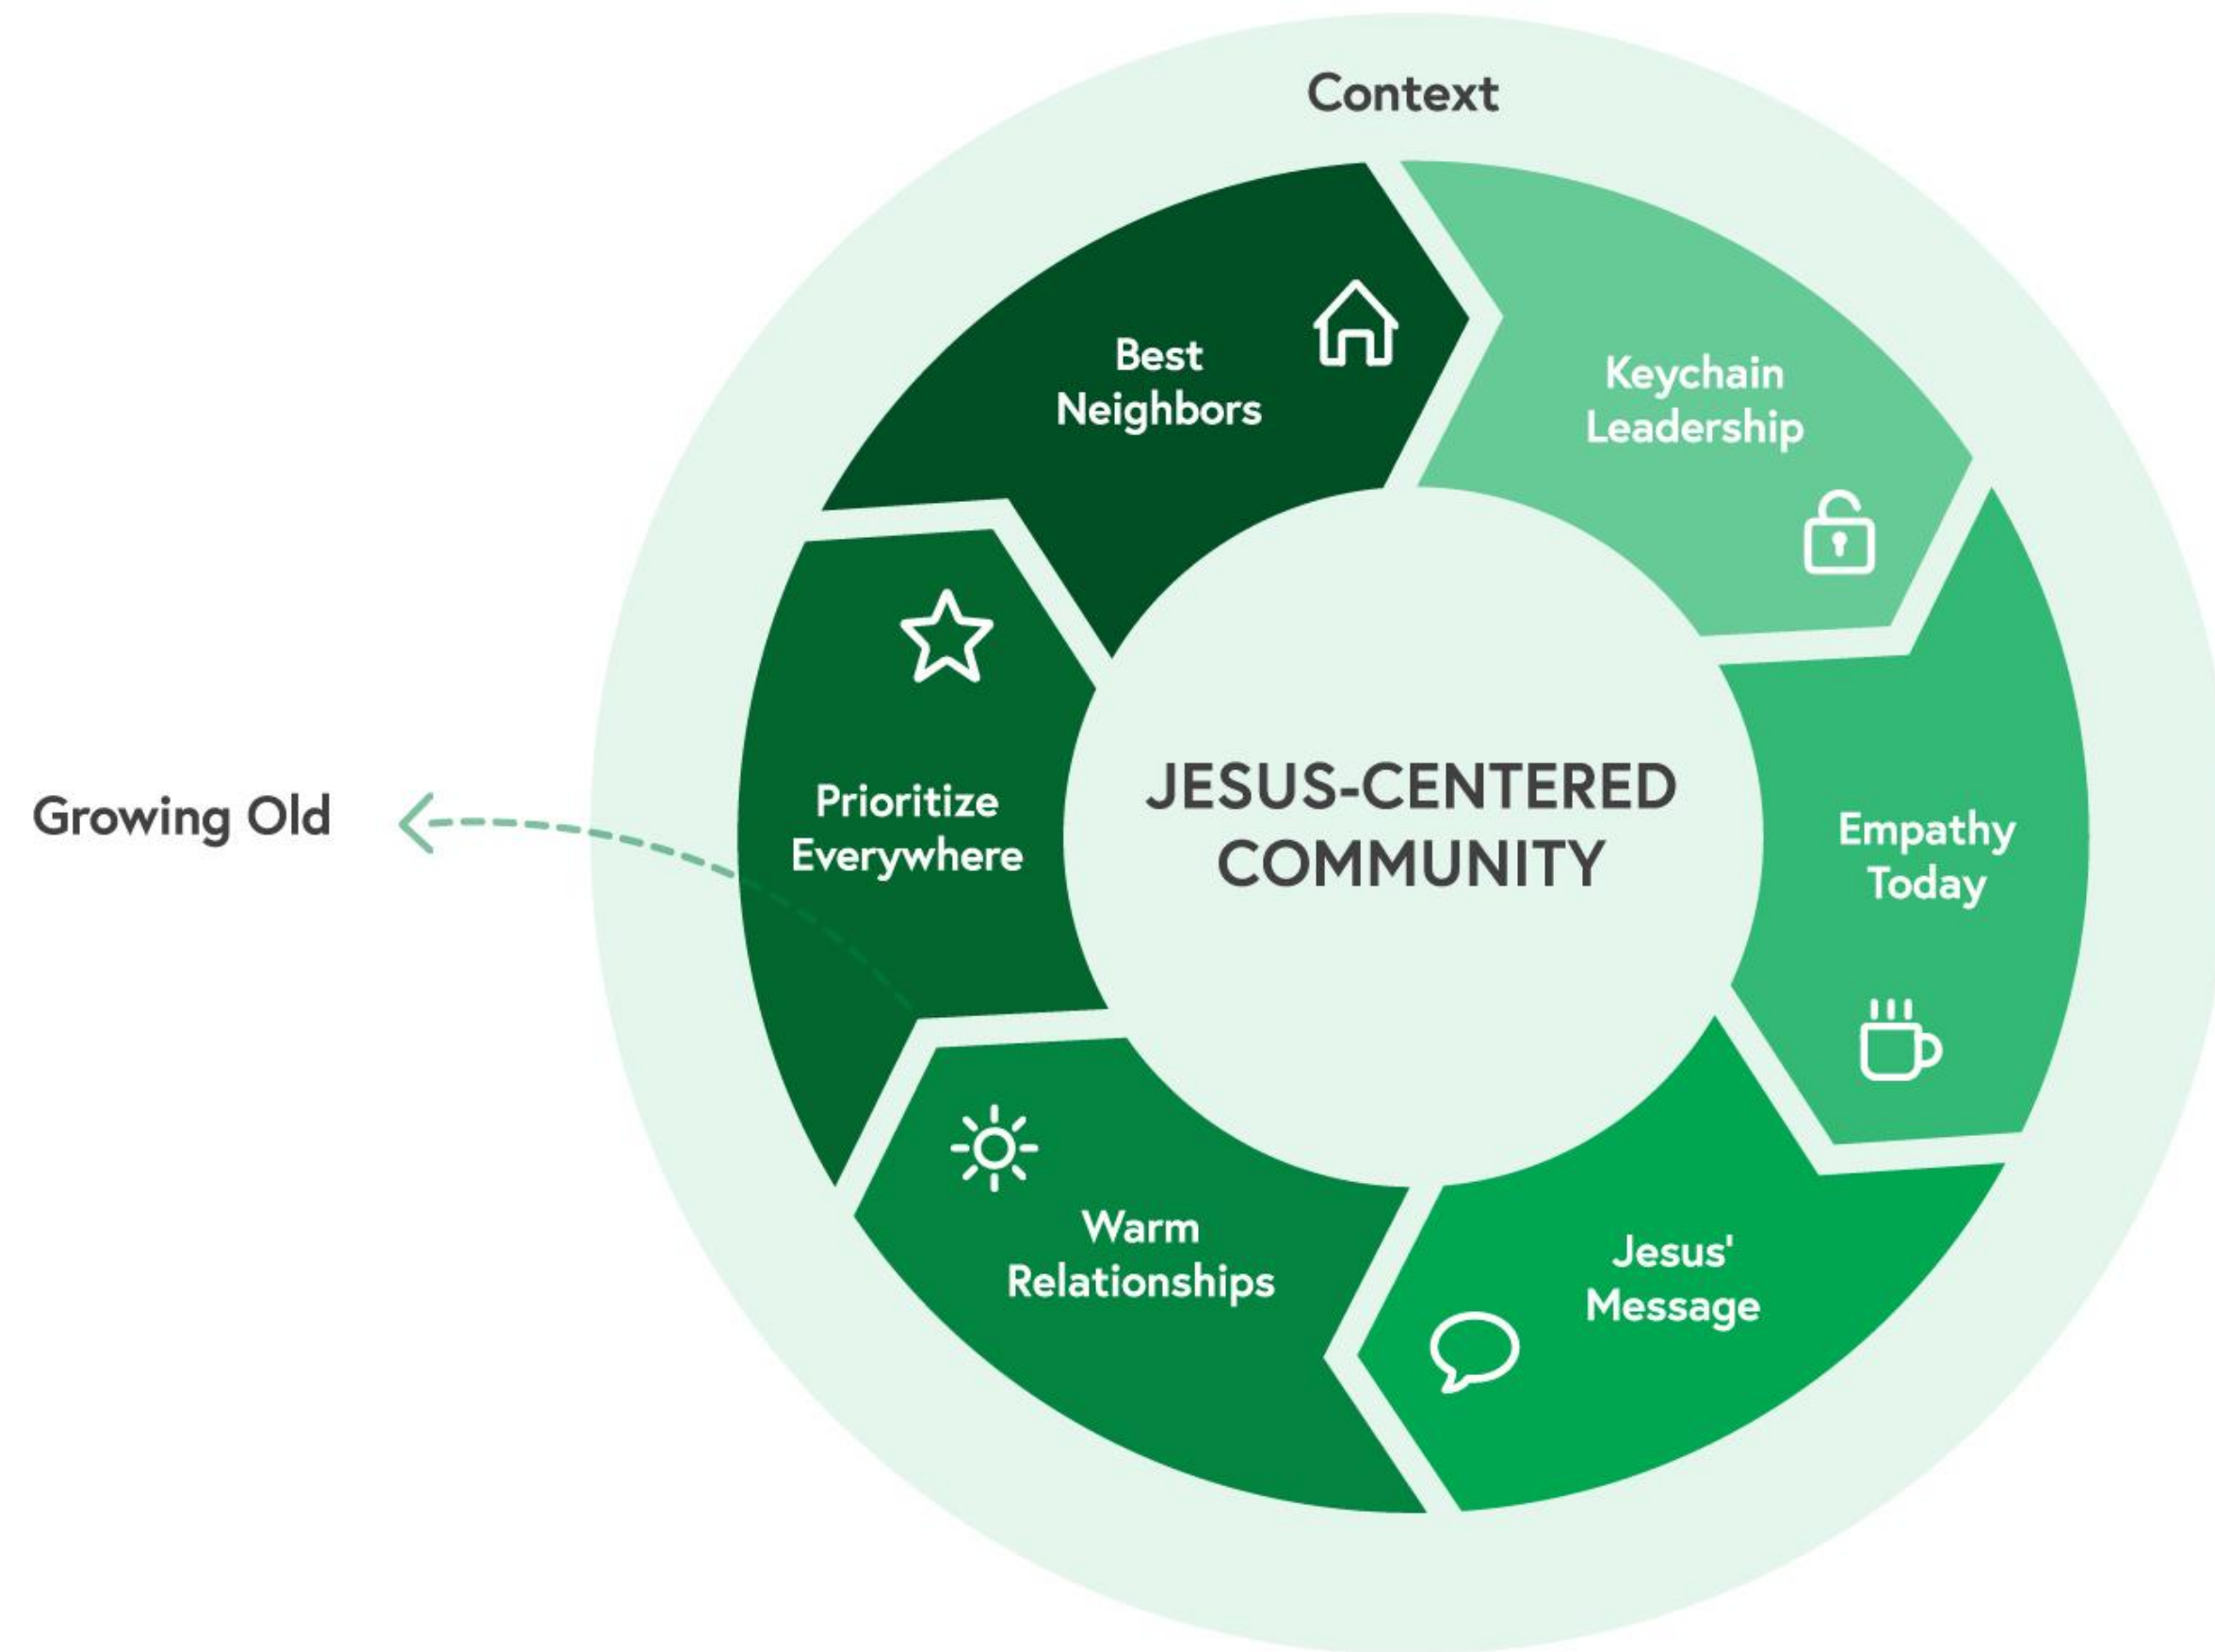 Context
Best
Neighbors
Keychain
Leadership
Growing Old
Prioritize
Everywhere
JESUS-CENTERED
COMMUNITY
Empathy
Today
Warm
Relationships
Jesus'
Message